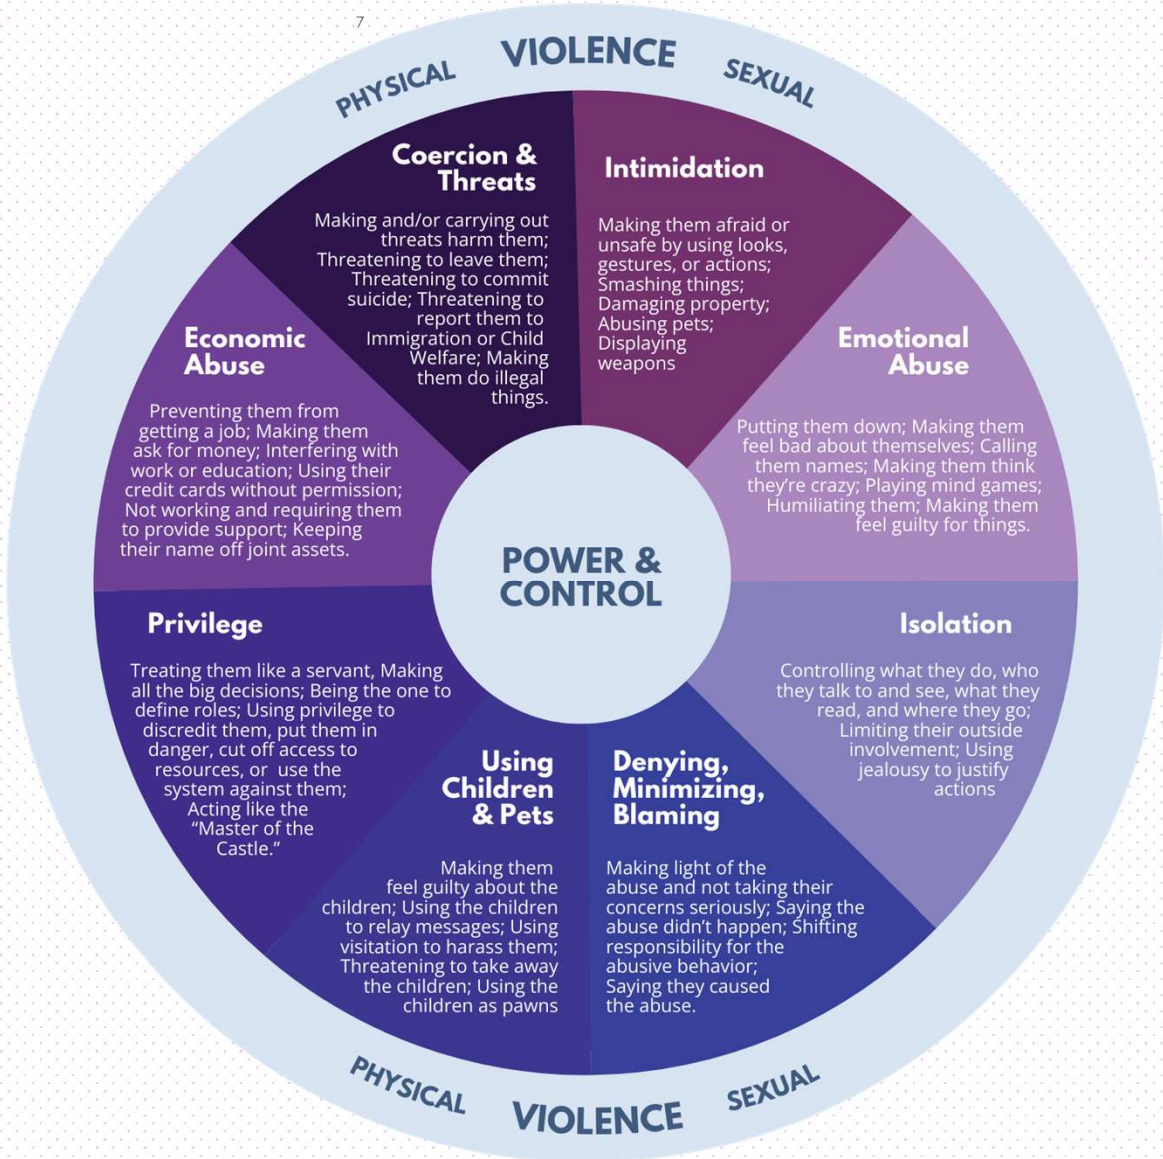 7
PHYSICAL VIOLENCE SEXUAL
Coercion &
Threats
Making and/or carrying out
threats harm them;
Threatening to leave them;
Threatening to commit
suicide; Threatening to
report them to
Immigration or Child
Welfare; Making
them do illegal
things.
Intimidation
Making them afraid or
unsafe by using looks,
gestures, or actions;
Smashing things;
Damaging property;
Abusing pets;
Displaying
weapons
Emotional
Abuse
Putting them down; Making them
feel bad about themselves; Calling
them names; Making them think
they’re crazy; Playing mind games;
Humiliating them; Making them
feel guilty for things.
Isolation
Controlling what they do, who
they talk to and see, what they
read, and where they go;
Limiting their outside
involvement; Using
jealousy to justify
actions
Denying,
Minimizing,
Blaming
Making light of the
abuse and not taking their
concerns seriously; Saying the
abuse didn’t happen; Shifting
responsibility for the
abusive behavior;
Saying they caused
the abuse.
Using
Children
& Pets
Making them
feel guilty about the
children; Using the children
to relay messages; Using
visitation to harass them;
Threatening to take away
the children; Using the
children as pawns
Privilege
Treating them like a servant, Making
all the big decisions; Being the one to
define roles; Using privilege to
discredit them, put them in
danger, cut off access to
resources, or use the
system against them;
Acting like the
“Master of the
Castle.”
Economic
Abuse
Preventing them from
getting a job; Making them
ask for money; Interfering with
work or education; Using their
credit cards without permission;
Not working and requiring them
to provide support; Keeping
their name off joint assets.
POWER &
CONTROL
PHYSICAL VIOLENCE SEXUAL